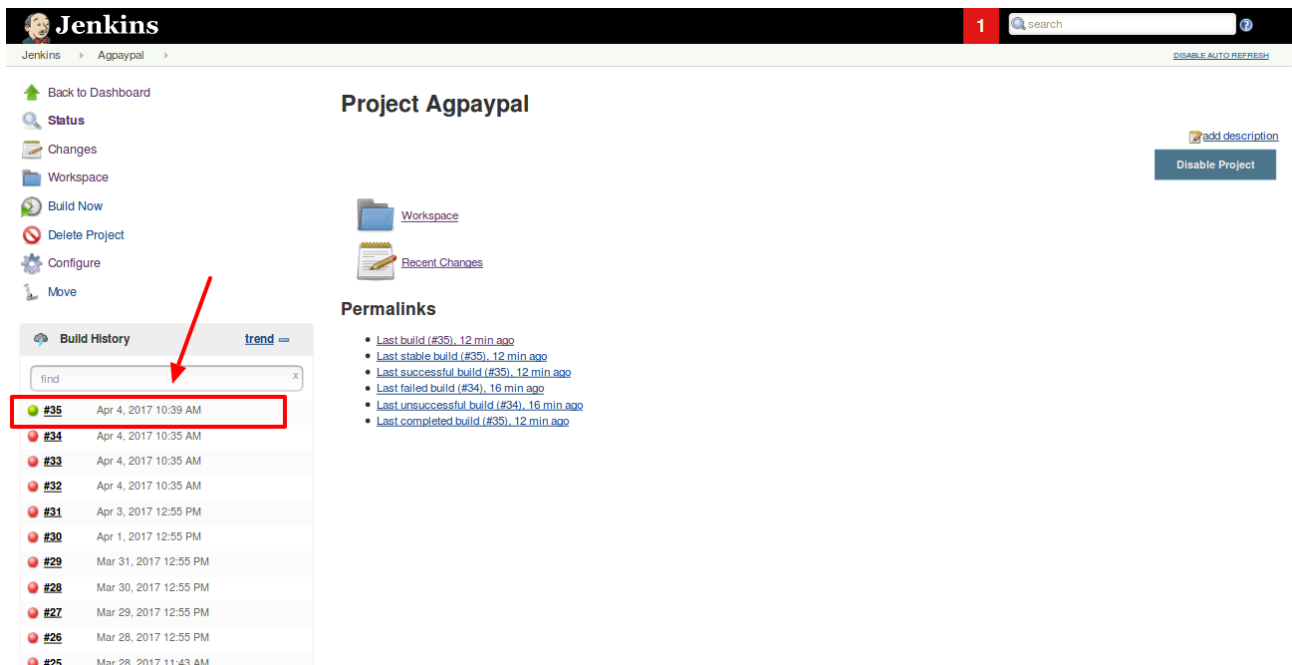 Jenkins
1
search
Jenkins Agpaypal
DISABLE AUTO REFRESH
Back to Dashboard
Status
Changes
Workspace
Build Now
Delete Project
Configure
Move
Build History trend
find x
#35 Apr 4, 2017 10:39 AM
#34 Apr 4, 2017 10:35 AM
#33 Apr 4, 2017 10:35 AM
#32 Apr 4, 2017 10:35 AM
#31 Apr 3, 2017 12:55 PM
#30 Apr 1, 2017 12:55 PM
#29 Mar 31, 2017 12:55 PM
#28 Mar 30, 2017 12:55 PM
#27 Mar 29, 2017 12:55 PM
#26 Mar 28, 2017 12:55 PM
#25 Mar 28, 2017 11:43 AM
Project Agpaypal
add description
Disable Project
Workspace
Recent Changes
Permalinks
Last build (#35), 12 min ago
Last stable build (#35), 12 min ago
Last successful build (#35), 12 min ago
Last failed build (#34), 16 min ago
Last unsuccessful build (#34), 16 min ago
Last completed build (#35), 12 min ago